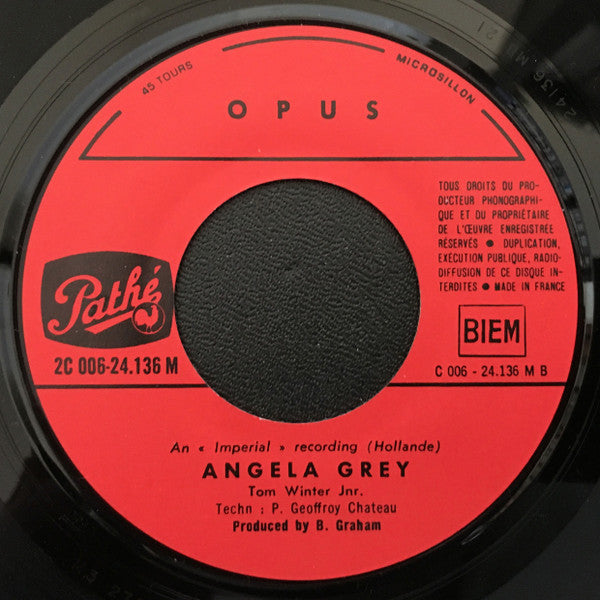 45 TOURS
MICROSILLON
OPUS
TOUS DROITS DU PRO-
DUCTEUR PHONOGRAPHI-
QUE ET DU PROPRIÉTAIRE
DE L'ŒUVRE ENREGISTRÉE
RÉSERVÉS ● DUPLICATION,
EXÉCUTION PUBLIQUE, RADIO-
DIFFUSION DE CE DISQUE IN-
TERDITES ● MADE IN FRANCE
Pathé
BIEM
2C 006-24.136 M
C 006 - 24.136 M B
An « Imperial » recording (Hollande)
ANGELA GREY
Tom Winter Jnr.
Techn : P. Geoffroy Chateau
Produced by B. Graham